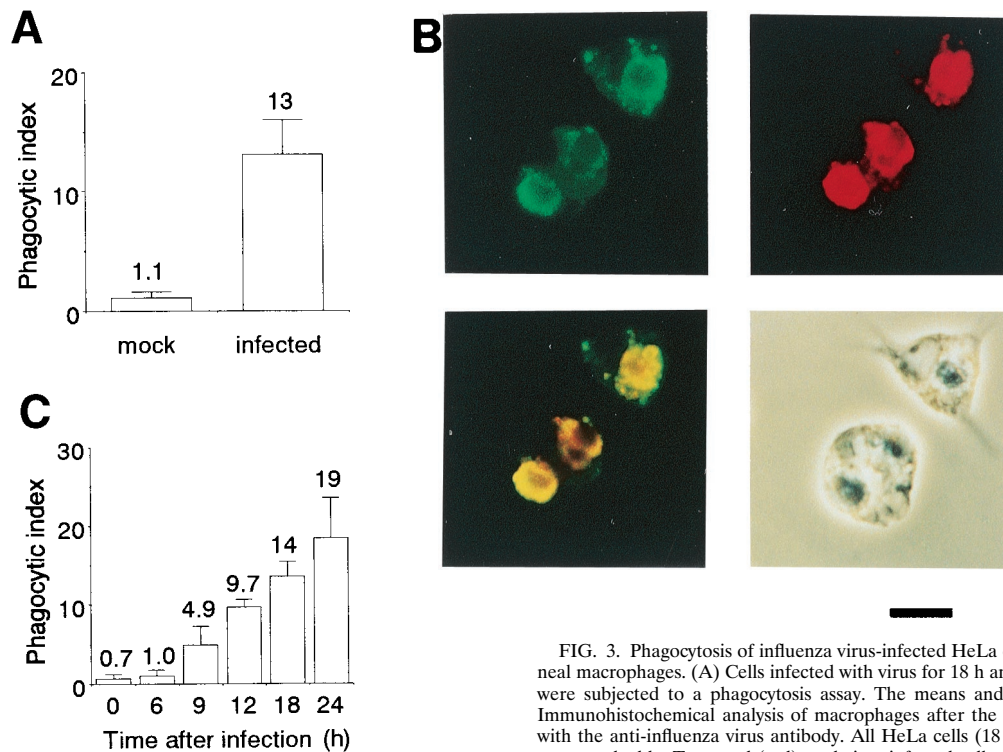 A
Phagocytic index
20
10
0
1.1
13
mock
infected
B
C
Phagocytic index
30
20
10
0
0.7
1.0
4.9
9.7
14
19
0 6 9 12 18 24
Time after infection (h)
FIG. 3. Phagocytosis of influenza virus-infected HeLa
neal macrophages. (A) Cells infected with virus for 18 h
were subjected to a phagocytosis assay. The means and
Immunohistochemical analysis of macrophages after the
with the anti-influenza virus antibody. All HeLa cells (18